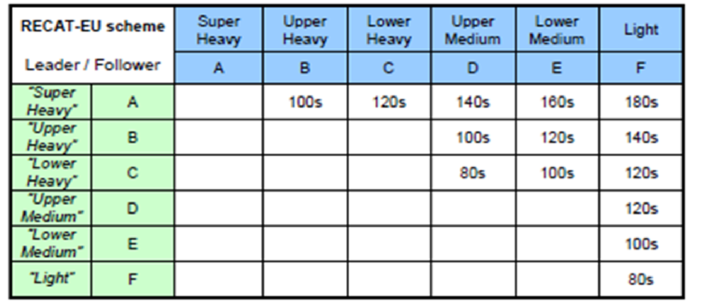 RECAT-EU scheme
Leader / Follower
Super Heavy
Upper Heavy
Lower Heavy
Upper Medium
Lower Medium
Light
A B C D E F
"Super Heavy" A 100s 120s 140s 160s 180s
"Upper Heavy" B 100s 120s 140s
"Lower Heavy" C 80s 100s 120s
"Upper Medium" D 120s
"Lower Medium" E 100s
"Light" F 80s